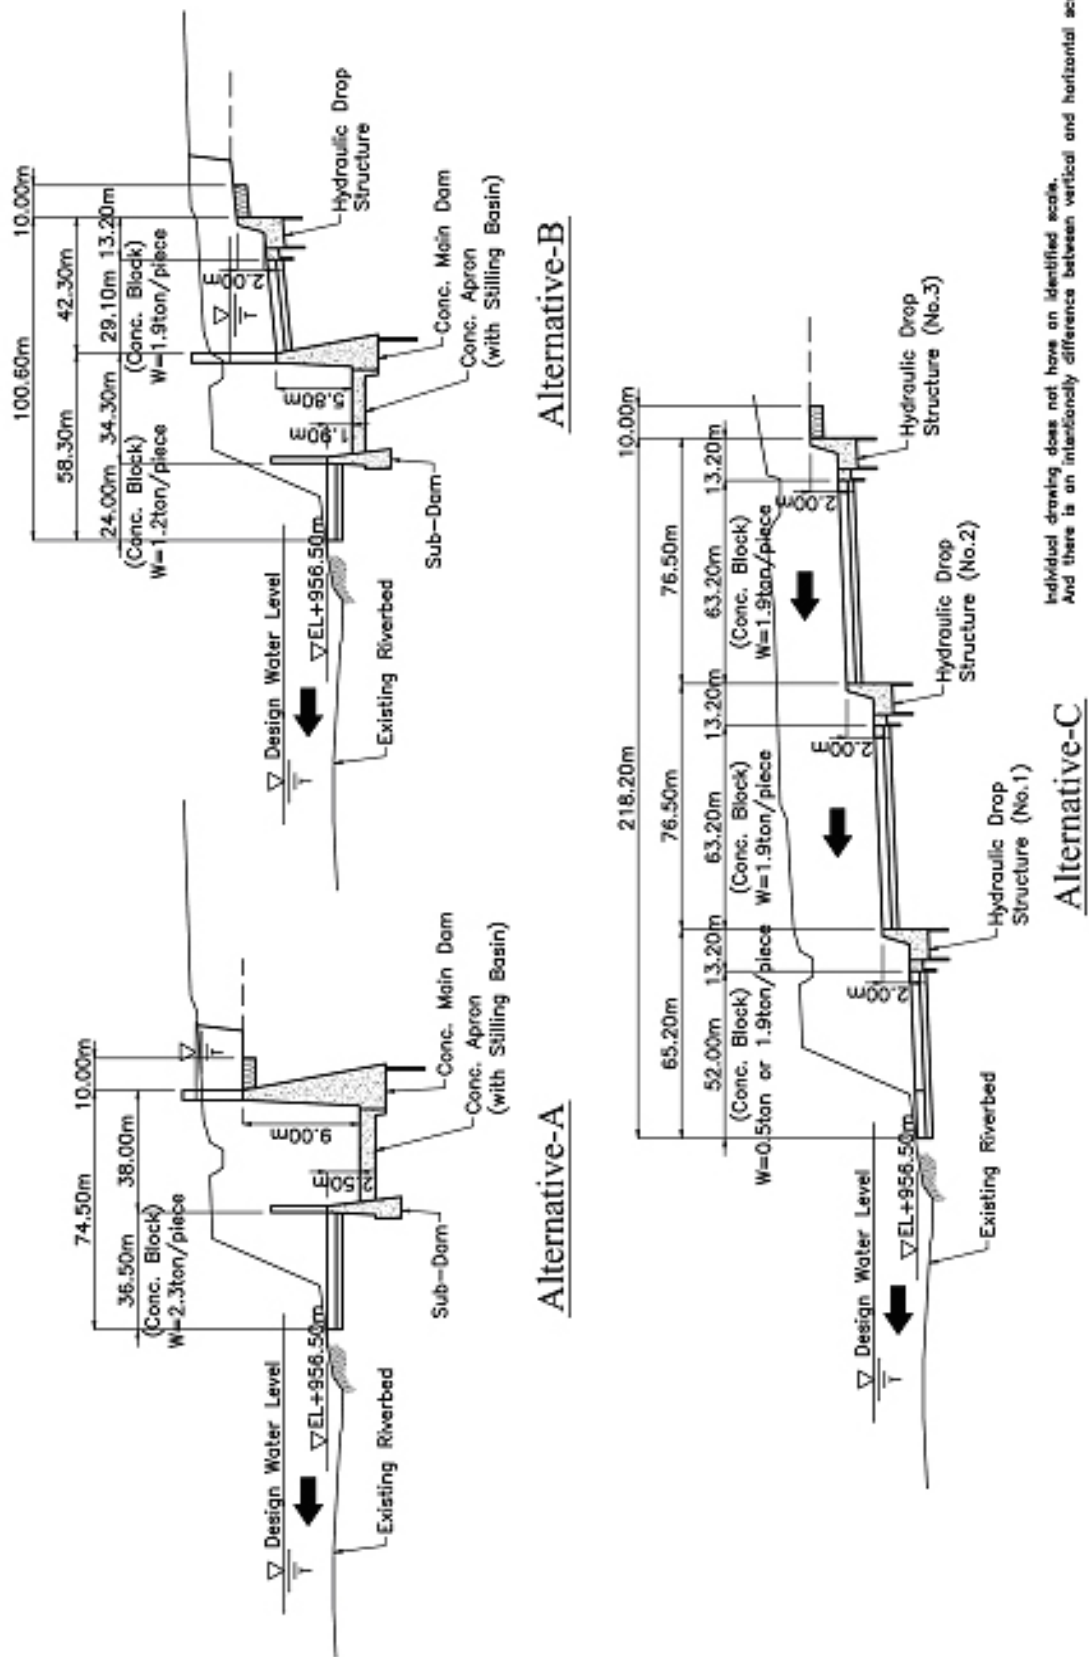 74.50m
10.00m
36.50m
38.00m
(Conc. Block)
W=2.3ton/piece
Design Water Level
EL+956.50m
9.00m
2.50m
Existing Riverbed
Sub-Dam
Conc. Main Dam
Conc. Apron
(with Stilling Basin)
Alternative-A
100.60m
10.00m
58.30m
42.30m
24.00m
34.30m
29.10m
13.20m
(Conc. Block)
W=1.2ton/piece
(Conc. Block)
W=1.9ton/piece
Design Water Level
EL+956.50m
2.00m
5.80m
1.90m
Existing Riverbed
Sub-Dam
Hydraulic Drop
Structure
Conc. Main Dam
Conc. Apron
(with Stilling Basin)
Alternative-B
218.20m
10.00m
65.20m
76.50m
76.50m
52.00m
13.20m
63.20m
13.20m
63.20m
13.20m
(Conc. Block)
W=0.5ton or 1.9ton/piece
(Conc. Block)
W=1.9ton/piece
(Conc. Block)
W=1.9ton/piece
Design Water Level
EL+956.50m
2.00m
2.00m
2.00m
Existing Riverbed
Hydraulic Drop
Structure (No.1)
Hydraulic Drop
Structure (No.2)
Hydraulic Drop
Structure (No.3)
Alternative-C
Individual drawing does not have an identified scale.
And there is an intentionally difference between vertical and horizontal